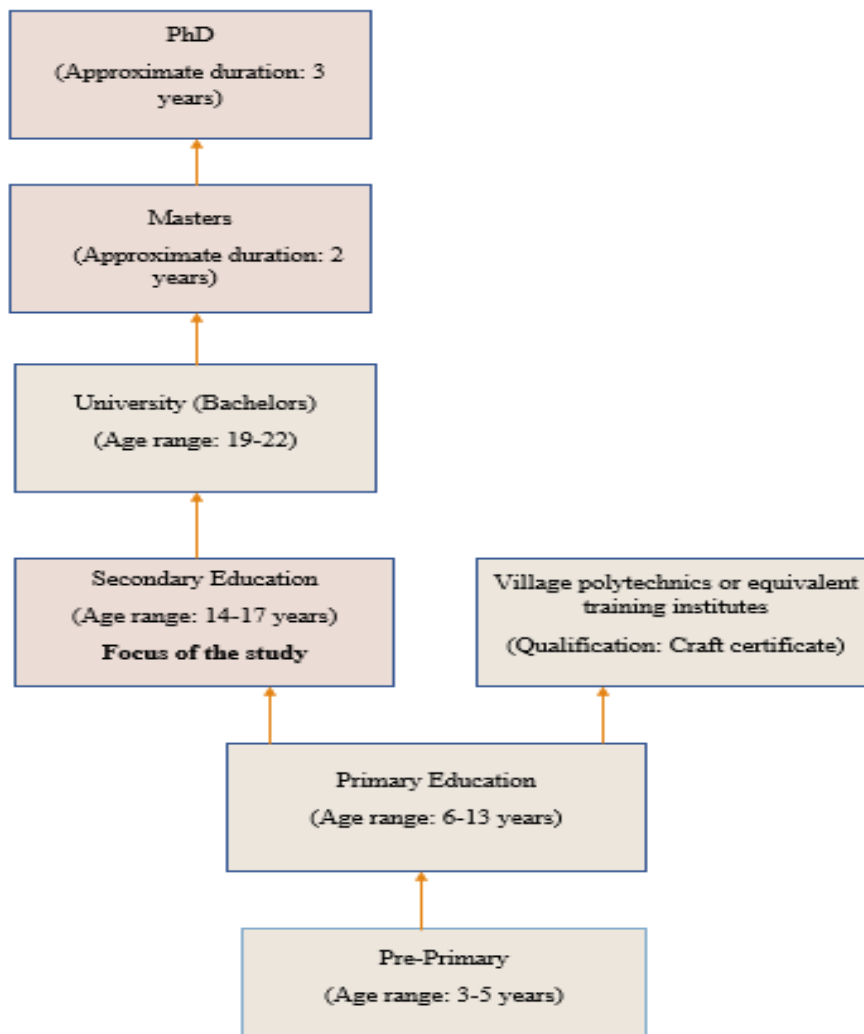 PhD
(Approximate duration: 3
years)
Masters
(Approximate duration: 2
years)
University (Bachelors)
(Age range: 19-22)
Secondary Education
(Age range: 14-17 years)
Focus of the study
Village polytechnics or equivalent
training institutes
(Qualification: Craft certificate)
Primary Education
(Age range: 6-13 years)
Pre-Primary
(Age range: 3-5 years)